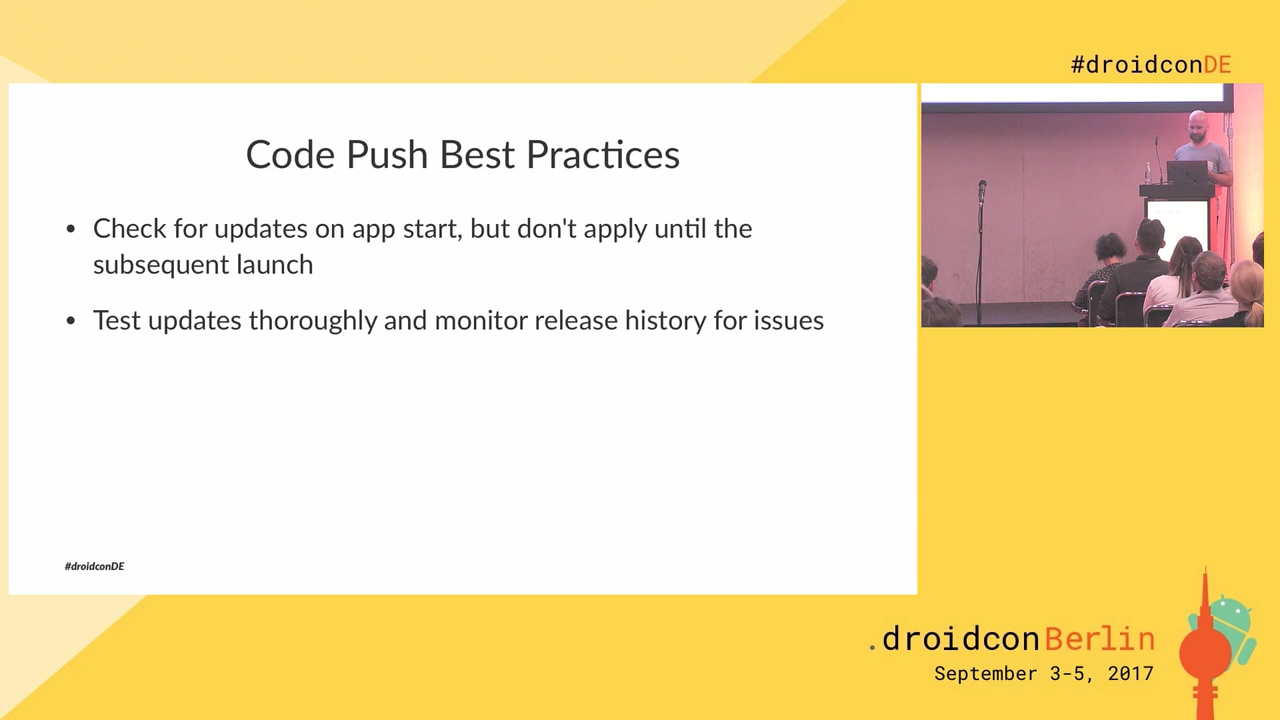 #droidconDE
Code Push Best Practices
• Check for updates on app start, but don't apply until the
subsequent launch
• Test updates thoroughly and monitor release history for issues
#droidconDE
.droidconBerlin
September 3-5, 2017